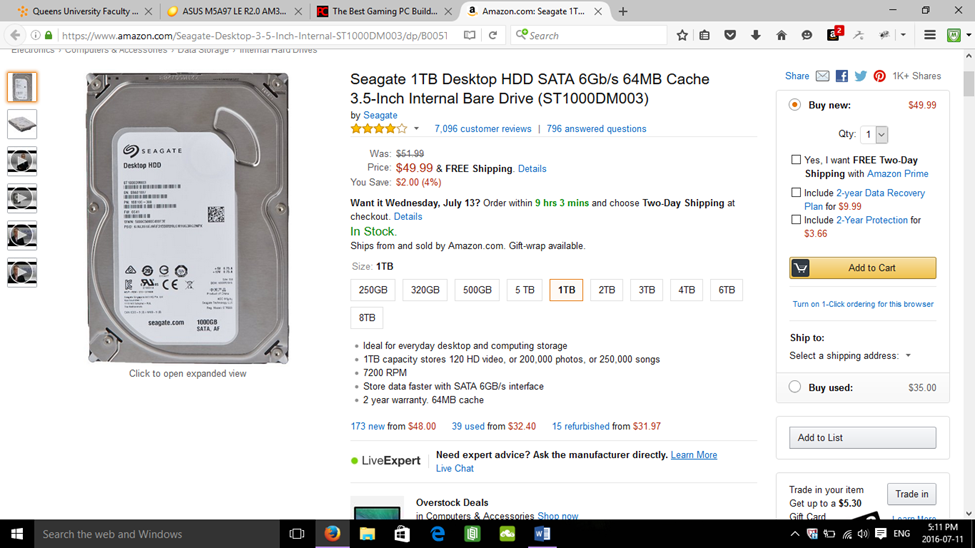 Queens University Faculty ...
ASUS M5A97 LE R2.0 AM3...
The Best Gaming PC Build...
Amazon.com: Seagate 1T...
https://www.amazon.com/Seagate-Desktop-3-5-Inch-Internal-ST1000DM003/dp/B0051
Search
2
Electronics › Computers & Accessories › Data Storage › Internal Hard Drives
SEAGATE
Desktop HDD
seagate.com
1000GB
SATA, AF
Click to open expanded view
Seagate 1TB Desktop HDD SATA 6Gb/s 64MB Cache
3.5-Inch Internal Bare Drive (ST1000DM003)
by Seagate
7,096 customer reviews | 796 answered questions
Was: $51.99
Price: $49.99 & FREE Shipping. Details
You Save: $2.00 (4%)
Want it Wednesday, July 13? Order within 9 hrs 3 mins and choose Two-Day Shipping at
checkout. Details
In Stock.
Ships from and sold by Amazon.com. Gift-wrap available.
Size: 1TB
250GB 320GB 500GB 5 TB 1TB 2TB 3TB 4TB 6TB
8TB
Ideal for everyday desktop and computing storage
1TB capacity stores 120 HD video, or 200,000 photos, or 250,000 songs
7200 RPM
Store data faster with SATA 6GB/s interface
2 year warranty. 64MB cache
173 new from $48.00 39 used from $32.40 15 refurbished from $31.97
LiveExpert
Need expert advice? Ask the manufacturer directly. Learn More
Live Chat
Overstock Deals
in Computers & Accessories Shop now
Share 1K+ Shares
Buy new: $49.99
Qty: 1
Yes, I want FREE Two-Day
Shipping with Amazon Prime
Include 2-year Data Recovery
Plan for $9.99
Include 2-Year Protection for
$3.66
Add to Cart
Turn on 1-Click ordering for this browser
Ship to:
Select a shipping address:
Buy used: $35.00
Add to List
Trade in your item
Get up to a $5.30
Gift Card
Trade in
Learn More
Search the web and Windows
ENG
5:11 PM
2016-07-11